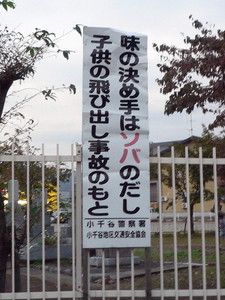 味の決め手はソバのだし
子供の飛び出し事故のもと
小千谷警察署
小千谷地区交通安全協会